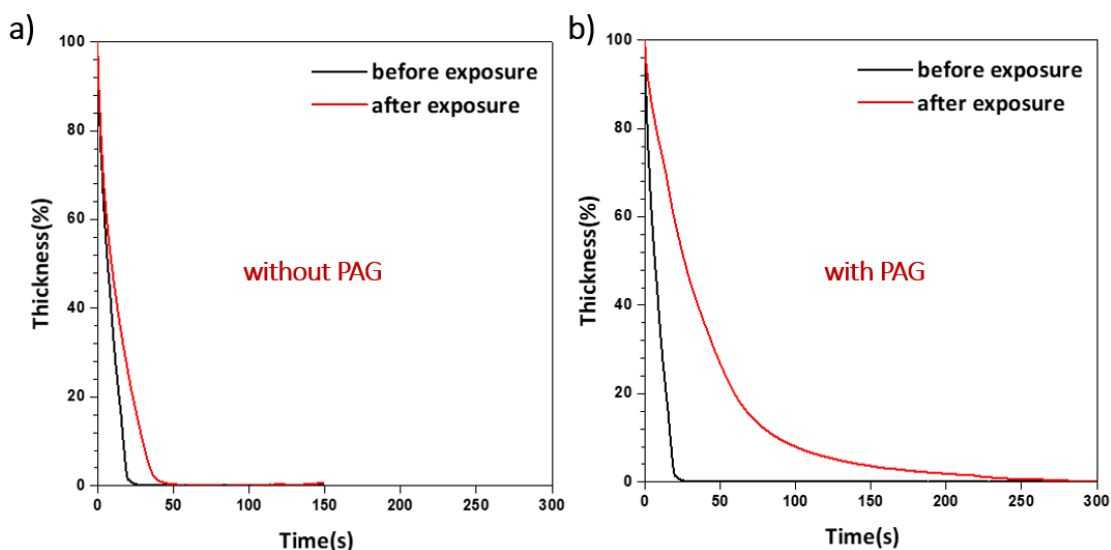 a)
100
80
60
40
20
0
Thickness(%)
before exposure
after exposure
without PAG
0
50
100
150
200
250
300
Time(s)
b)
100
80
60
40
20
0
Thickness(%)
before exposure
after exposure
with PAG
0
50
100
150
200
250
300
Time(s)